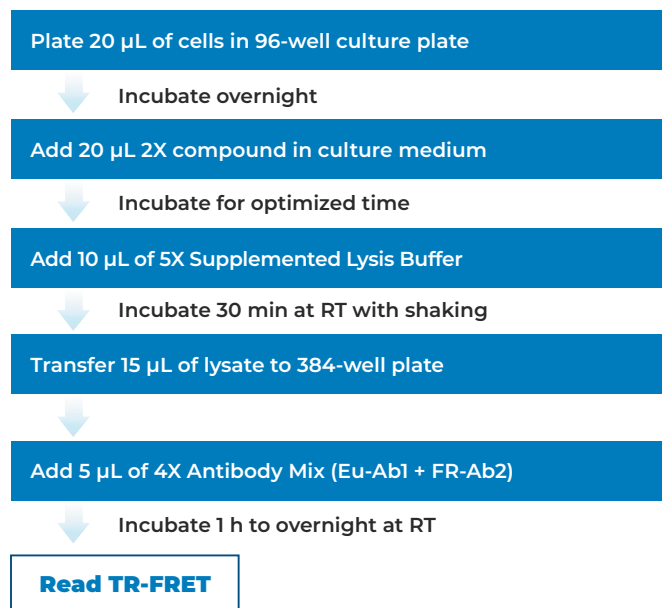 Plate 20 µL of cells in 96-well culture plate
Incubate overnight
Add 20 µL 2X compound in culture medium
Incubate for optimized time
Add 10 µL of 5X Supplemented Lysis Buffer
Incubate 30 min at RT with shaking
Transfer 15 µL of lysate to 384-well plate
Add 5 µL of 4X Antibody Mix (Eu-Ab1 + FR-Ab2)
Incubate 1 h to overnight at RT
Read TR-FRET